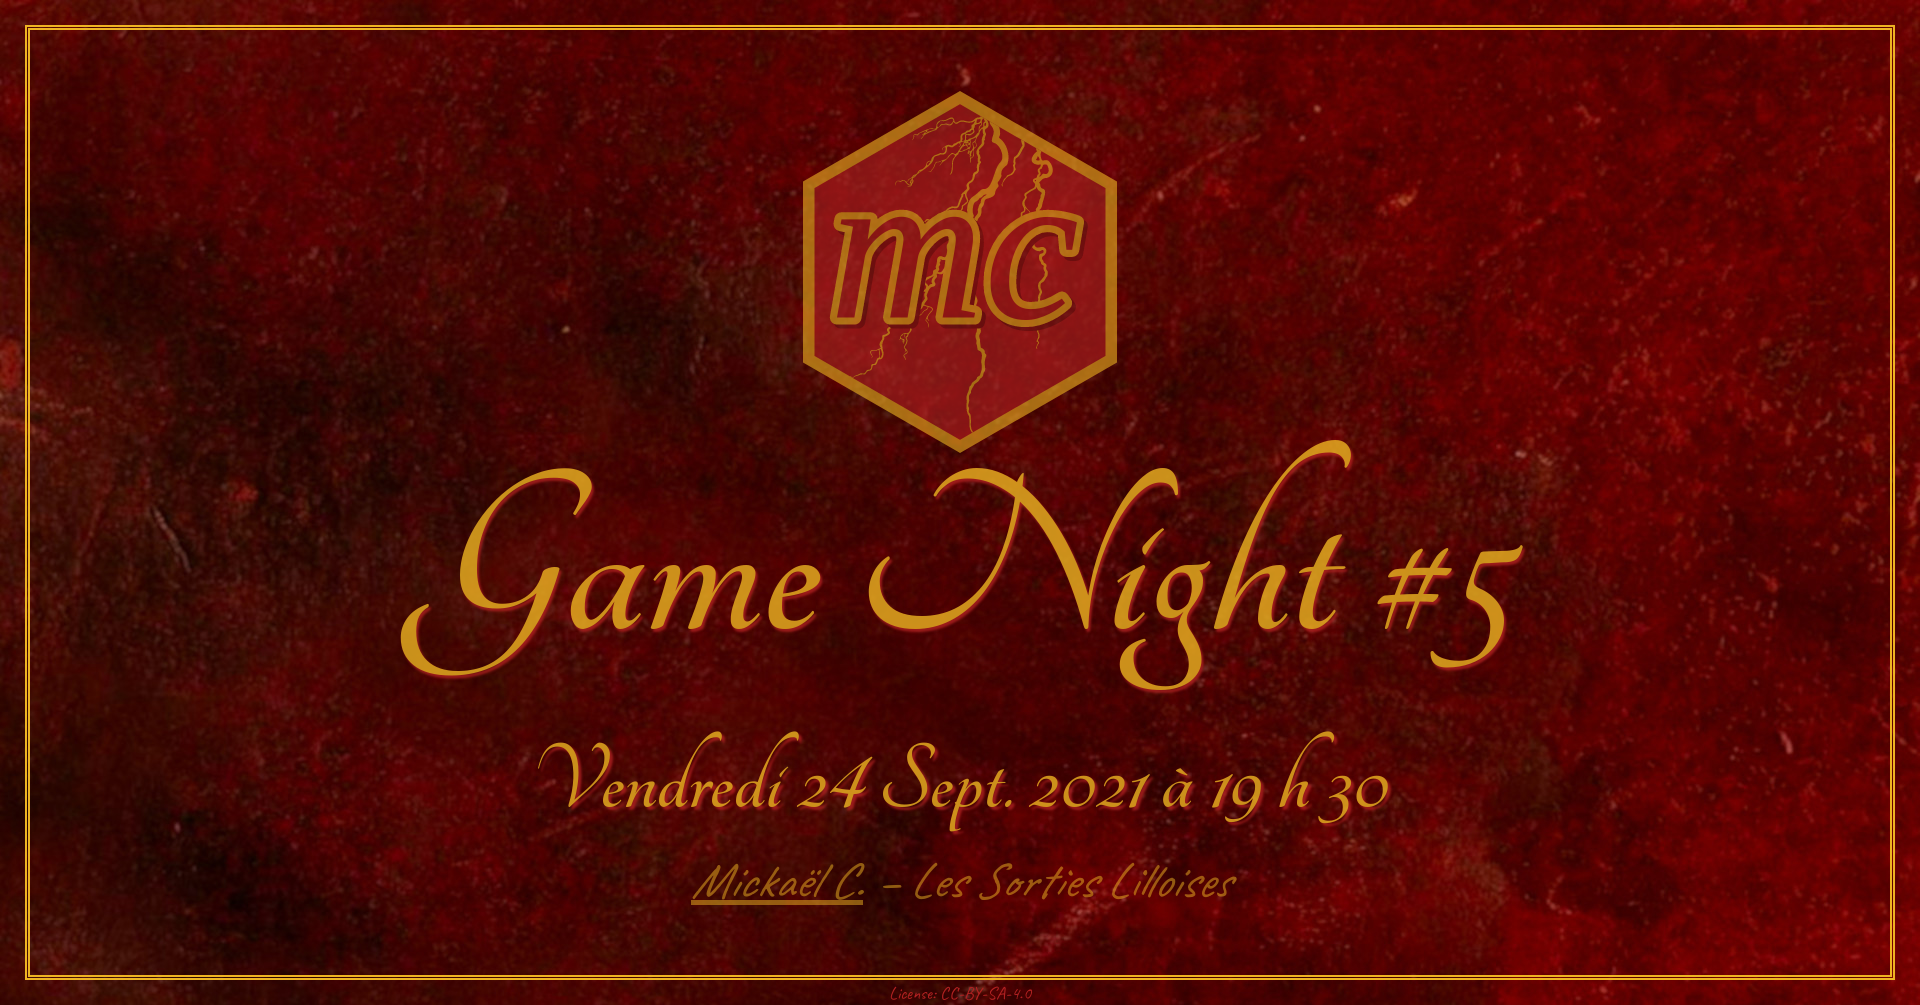 mc
Game Night #5
Vendredi 24 Sept. 2021 à 19 h 30
Mickaël C. – Les Sorties Lilloises
License: CC-BY-SA-4.0